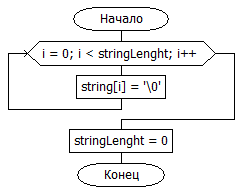 Начало
i = 0; i < stringLenght; i++
string[i] = '\0'
stringLenght = 0
Конец